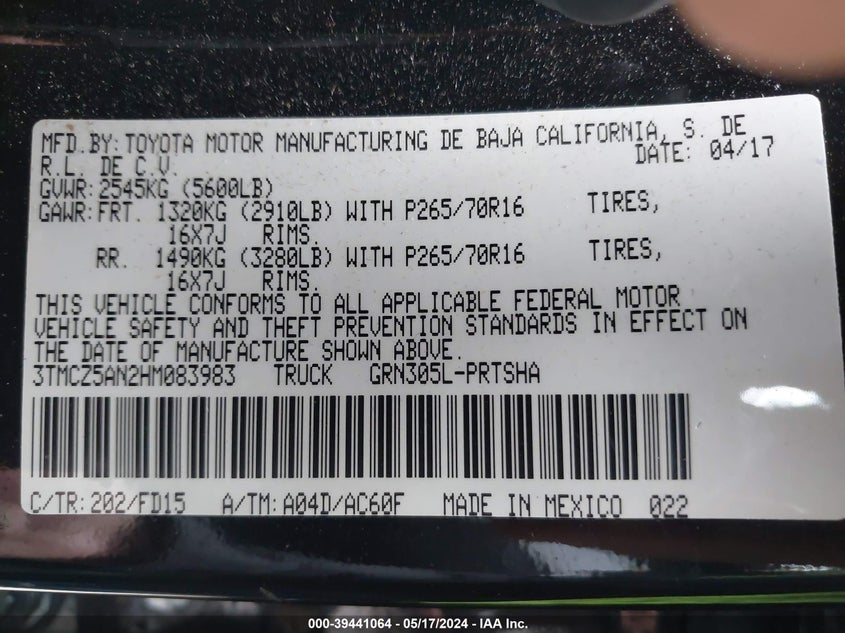 MFD.BY: TOYOTA MOTOR MANUFACTURING DE BAJA CALIFORNIA, S. DE
R.L. DE C.V. DATE: 04/17
GVWR: 2545KG (5600LB)
GAWR: FRT. 1320KG (2910LB) WITH P265/70R16 TIRES,
16X7J RIMS.
RR. 1490KG (3280LB) WITH P265/70R16 TIRES,
16X7J RIMS.
THIS VEHICLE CONFORMS TO ALL APPLICABLE FEDERAL MOTOR
VEHICLE SAFETY AND THEFT PREVENTION STANDARDS IN EFFECT ON
THE DATE OF MANUFACTURE SHOWN ABOVE.
3TMCZ5AN2HM083983 TRUCK GRN305L-PRTSHA
C/TR: 202/FD15 A/TM: A04D/AC60F MADE IN MEXICO 022
000-39441064 - 05/17/2024 - IAA Inc.